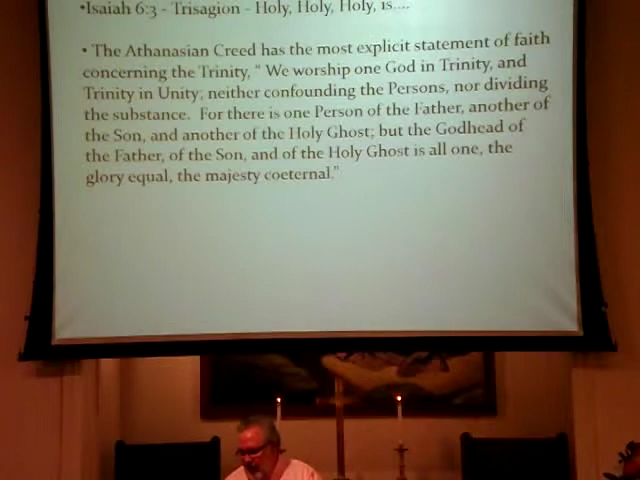 •Isaiah 6:3 - Trisagion - Holy, Holy, Holy, is....
• The Athanasian Creed has the most explicit statement of faith
concerning the Trinity, " We worship one God in Trinity, and
Trinity in Unity, neither confounding the Persons, nor dividing
the substance. For there is one Person of the Father, another of
the Son, and another of the Holy Ghost; but the Godhead of
the Father, of the Son, and of the Holy Ghost is all one, the
glory equal, the majesty coeternal."